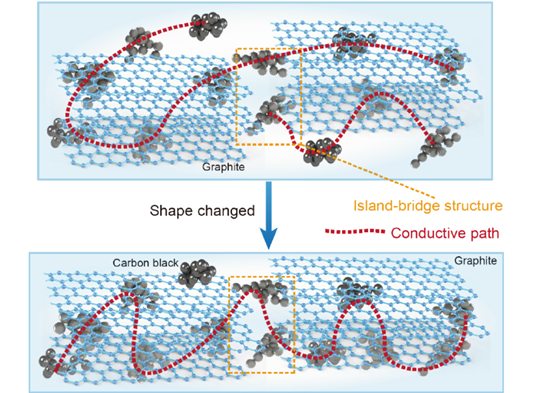 Graphite
Shape changed
Island-bridge structure
Conductive path
Carbon black
Graphite